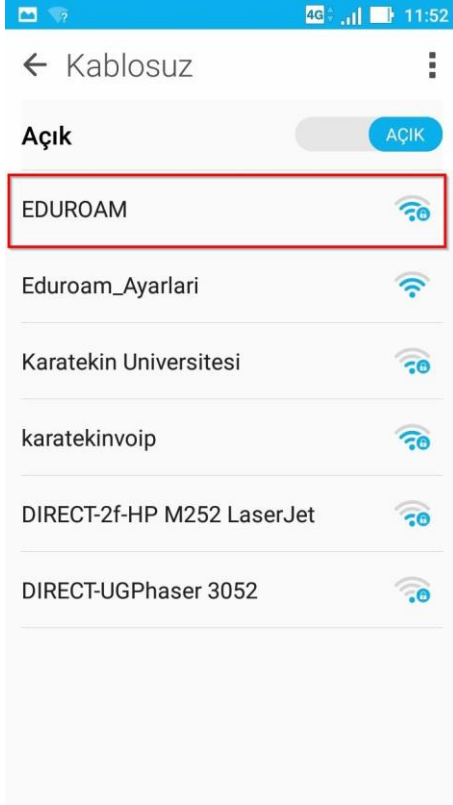 4G 11:52
Kablosuz
Açık AÇIK
EDUROAM
Eduroam_Ayarlari
Karatekin Universitesi
karatekinvoip
DIRECT-2f-HP M252 LaserJet
DIRECT-UGPhaser 3052